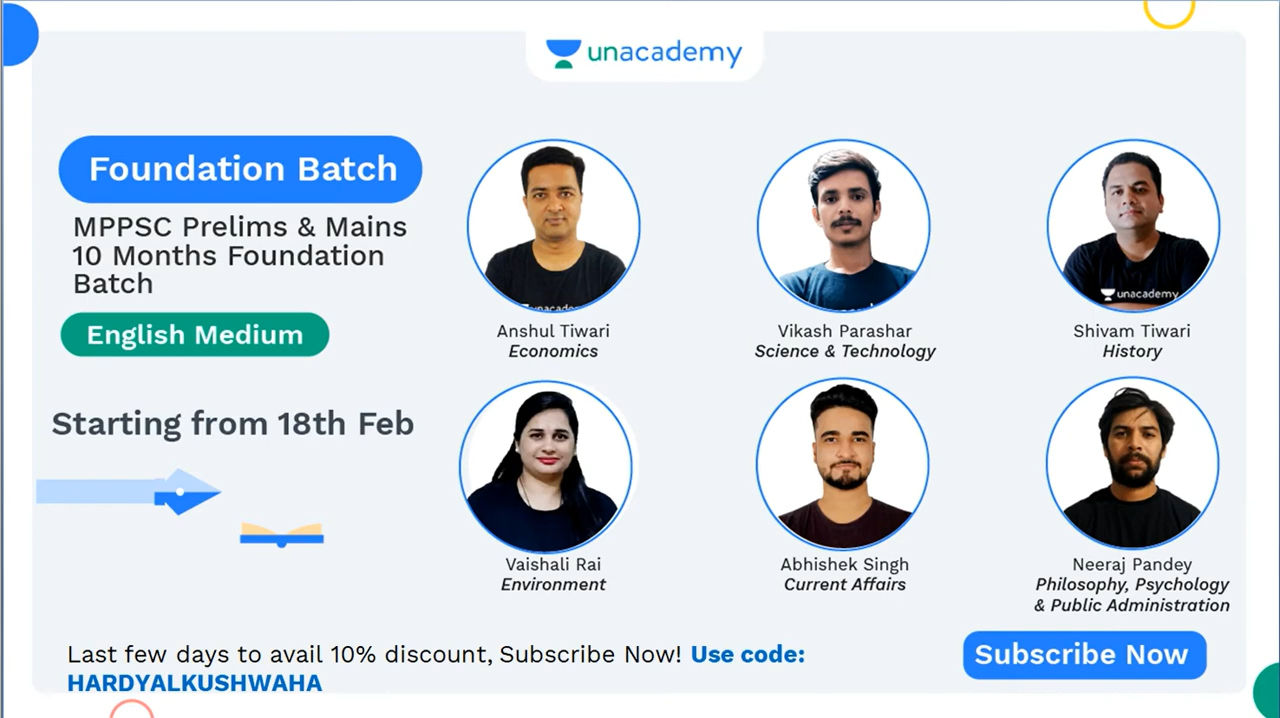 unacademy
Foundation Batch
MPPSC Prelims & Mains
10 Months Foundation
Batch
English Medium
Starting from 18th Feb
unacademy
unacademy
Anshul Tiwari
Economics
Vikash Parashar
Science & Technology
Shivam Tiwari
History
Vaishali Rai
Environment
Abhishek Singh
Current Affairs
Neeraj Pandey
Philosophy, Psychology
& Public Administration
Last few days to avail 10% discount, Subscribe Now! Use code:
HARDYALKUSHWAHA
Subscribe Now